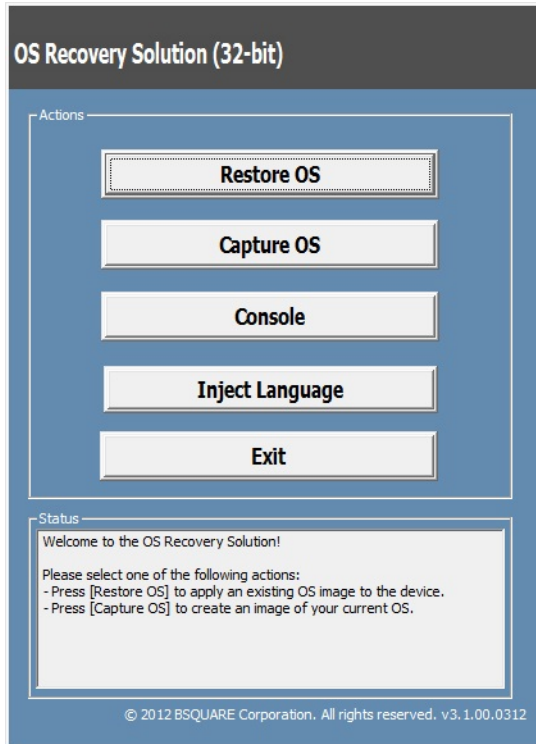 OS Recovery Solution (32-bit)
Actions
Restore OS
Capture OS
Console
Inject Language
Exit
Status
Welcome to the OS Recovery Solution!
Please select one of the following actions:
- Press [Restore OS] to apply an existing OS image to the device.
- Press [Capture OS] to create an image of your current OS.
© 2012 BSQUARE Corporation. All rights reserved. v3.1.00.0312